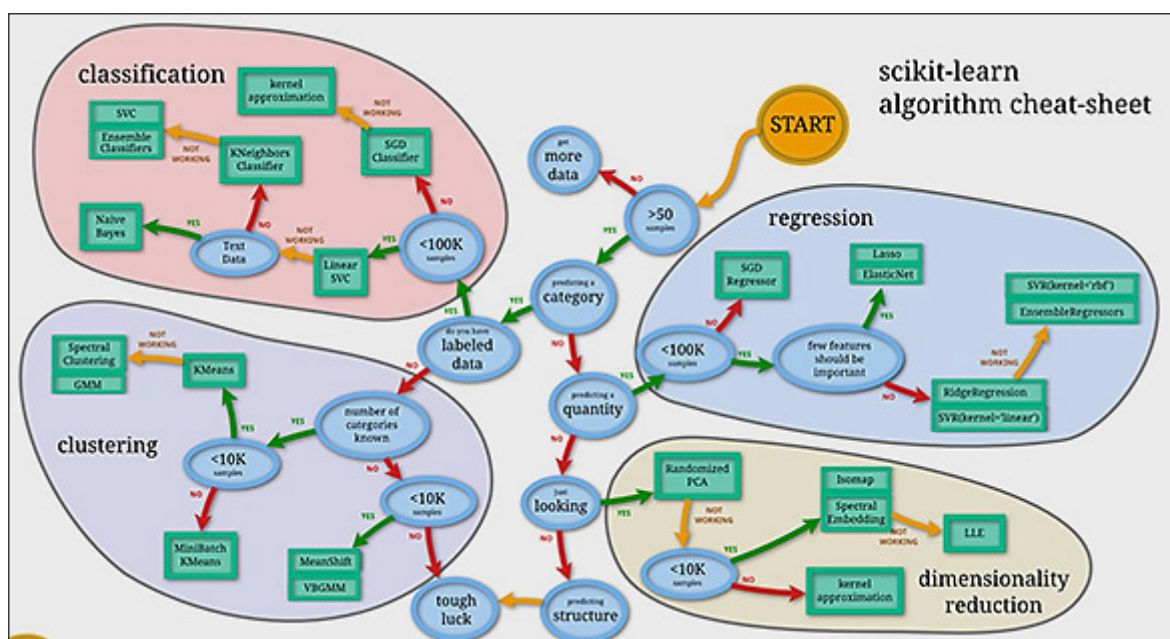 scikit-learn
algorithm cheat-sheet
START
>50
samples
NO
get
more
data
YES
predicting a
category
YES
do you have
labeled
data
YES
<100K
samples
classification
YES
Linear
SVC
NOT
WORKING
Text
Data
YES
Naive
Bayes
NO
KNeighbors
Classifier
NOT
WORKING
SVC
Ensemble
Classifiers
NO
SGD
Classifier
NOT
WORKING
kernel
approximation
NO
number of
categories
known
clustering
YES
<10K
samples
YES
KMeans
NOT
WORKING
Spectral
Clustering
GMM
NO
MiniBatch
KMeans
NO
<10K
samples
YES
MeanShift
VBGMM
NO
tough
luck
NO
predicting a
quantity
YES
regression
<100K
samples
NO
SGD
Regressor
YES
few features
should be
important
YES
Lasso
ElasticNet
NO
RidgeRegression
SVR(kernel='linear')
NOT
WORKING
SVR(kernel='rbf')
EnsembleRegressors
NO
just
looking
YES
dimensionality
reduction
Randomized
PCA
NOT
WORKING
<10K
samples
YES
Isomap
Spectral
Embedding
NOT
WORKING
LLE
NO
kernel
approximation
NO
predicting
structure